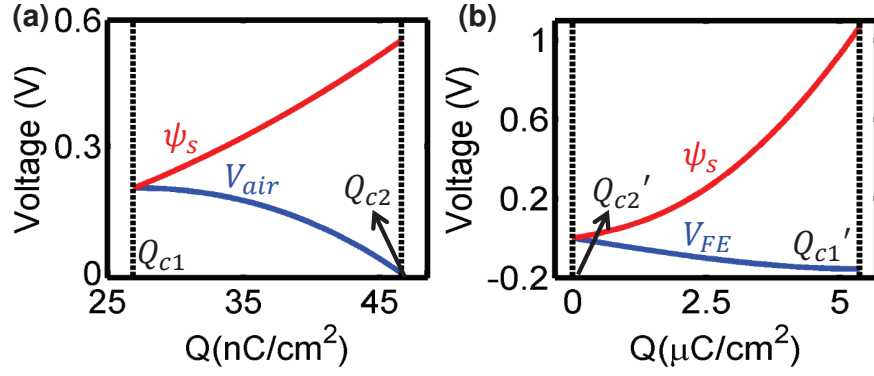 (a)
Voltage (V)
0.6
0.3
0
ψs
Vair
Qc2
Qc1
25
35
45
Q(nC/cm²)
(b)
Voltage (V)
1
0.6
0.2
-0.2
ψs
Qc2'
VFE
Qc1'
0
2.5
5
Q(μC/cm²)